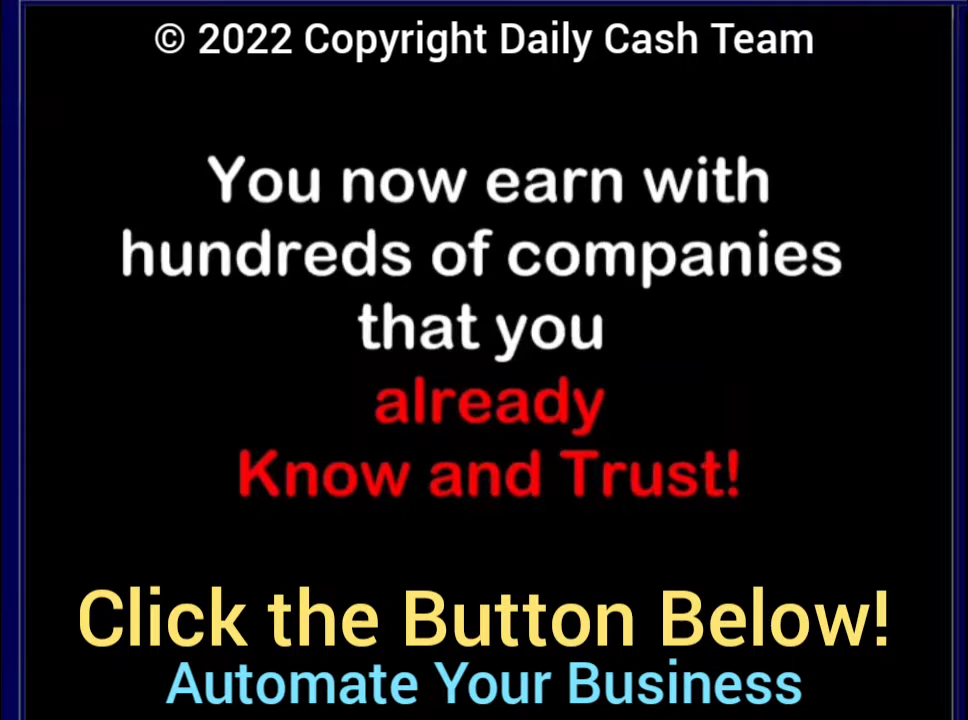 © 2022 Copyright Daily Cash Team
You now earn with
hundreds of companies
that you
already
Know and Trust!
Click the Button Below!
Automate Your Business